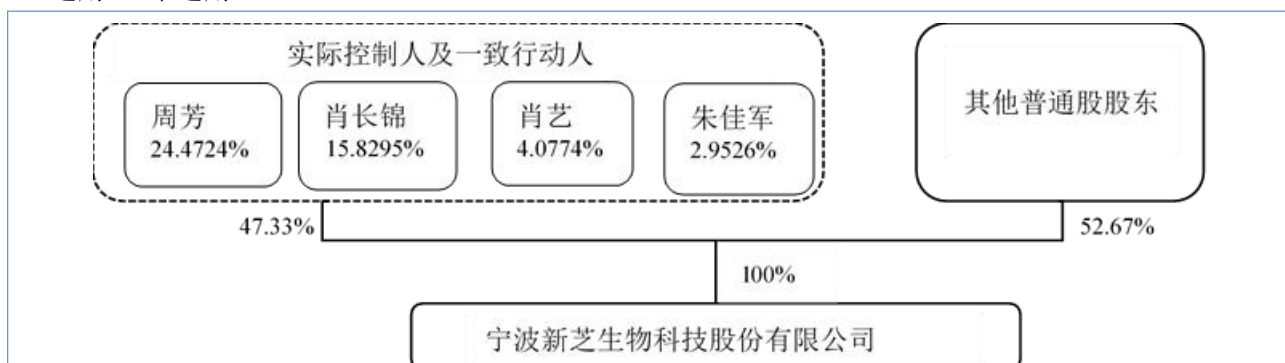 实际控制人及一致行动人
周芳
24.4724%
肖长锦
15.8295%
肖艺
4.0774%
朱佳军
2.9526%
其他普通股股东
47.33%
52.67%
100%
宁波新芝生物科技股份有限公司